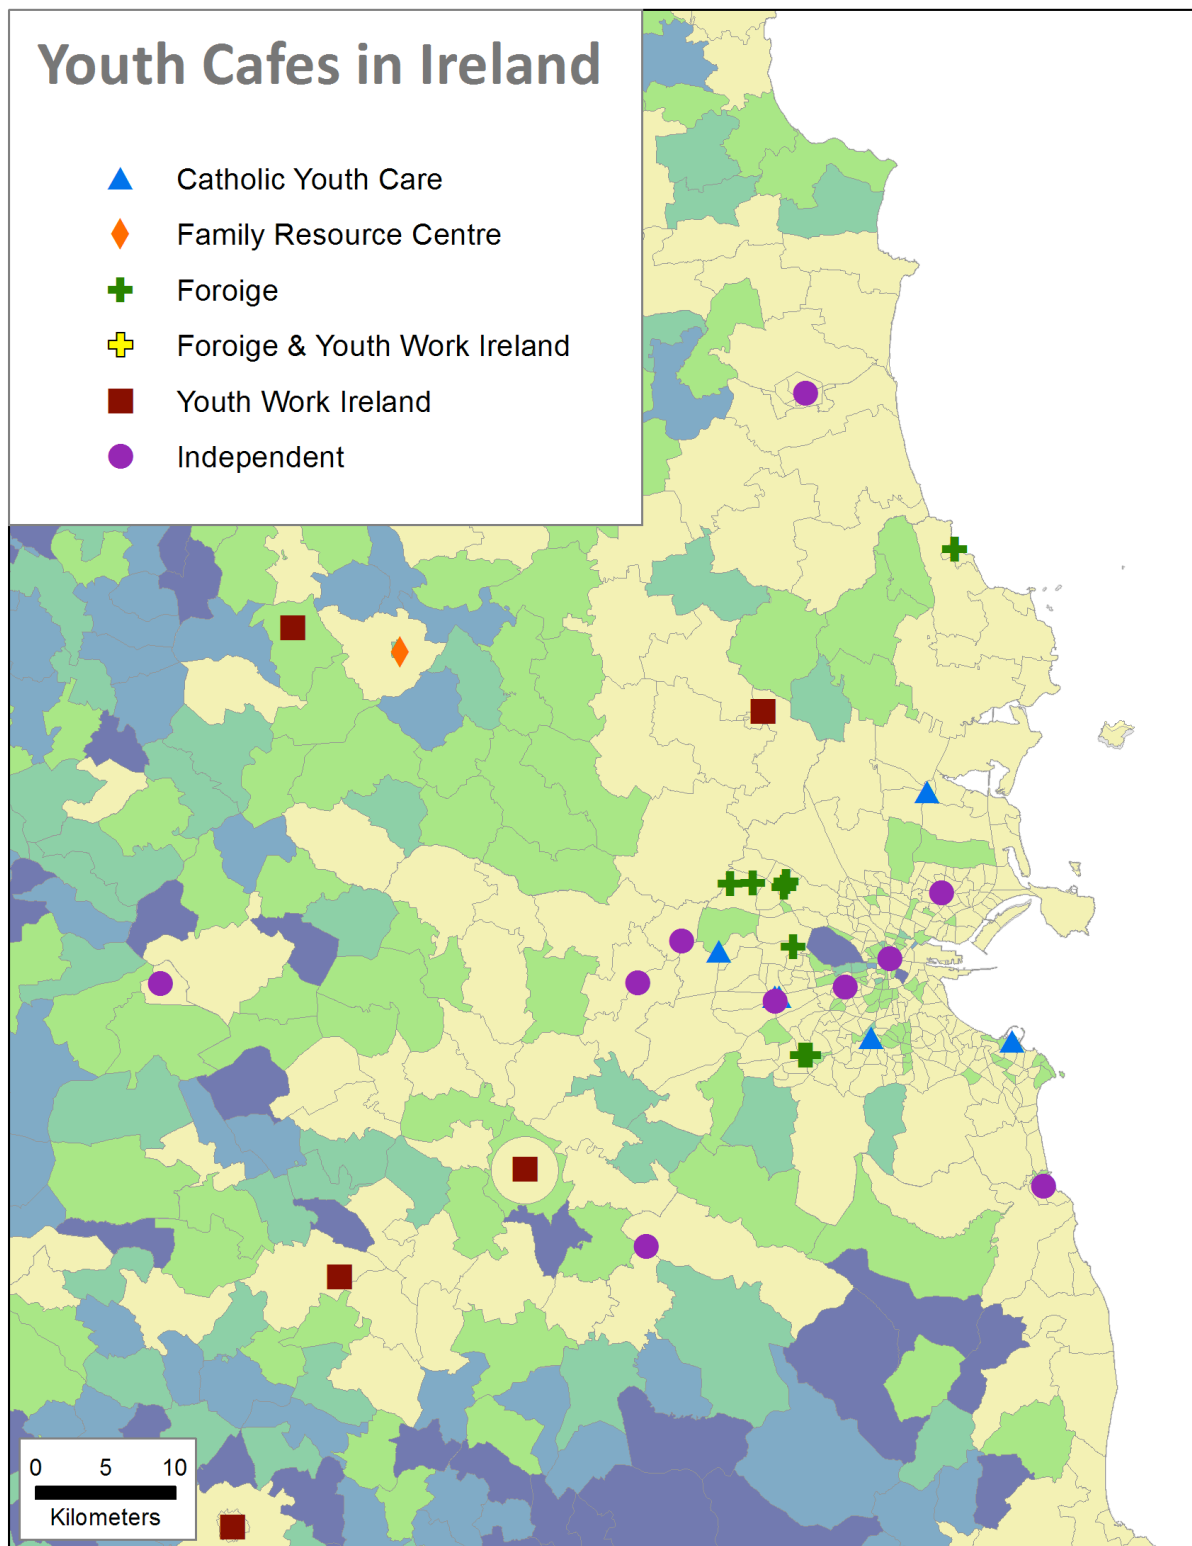 Youth Cafes in Ireland
Catholic Youth Care
Family Resource Centre
Foroige
Foroige & Youth Work Ireland
Youth Work Ireland
Independent
0 5 10
Kilometers